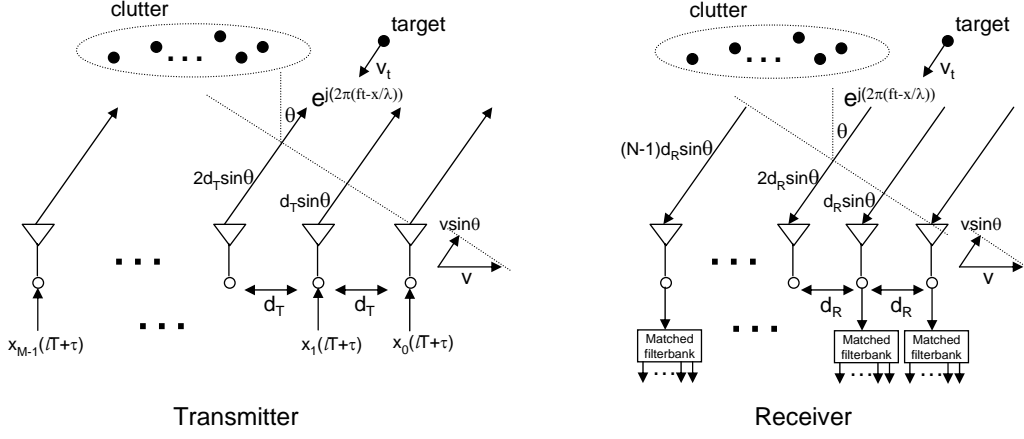 clutter
target
v_t
e^{j(2π(ft-x/λ))}
θ
2d_T sinθ
d_T sinθ
vsinθ
v
d_T
d_T
x_{M-1}(lT+τ)
x_1(lT+τ)
x_0(lT+τ)
Transmitter
clutter
target
v_t
e^{j(2π(ft-x/λ))}
θ
(N-1)d_R sinθ
2d_R sinθ
d_R sinθ
vsinθ
v
d_R
d_R
Matched
filterbank
Matched
filterbank
Matched
filterbank
Receiver